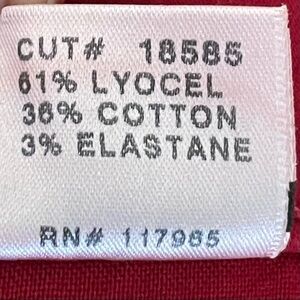 CUT# 18585
61% LYOCEL
36% COTTON
3% ELASTANE
RN# 117965